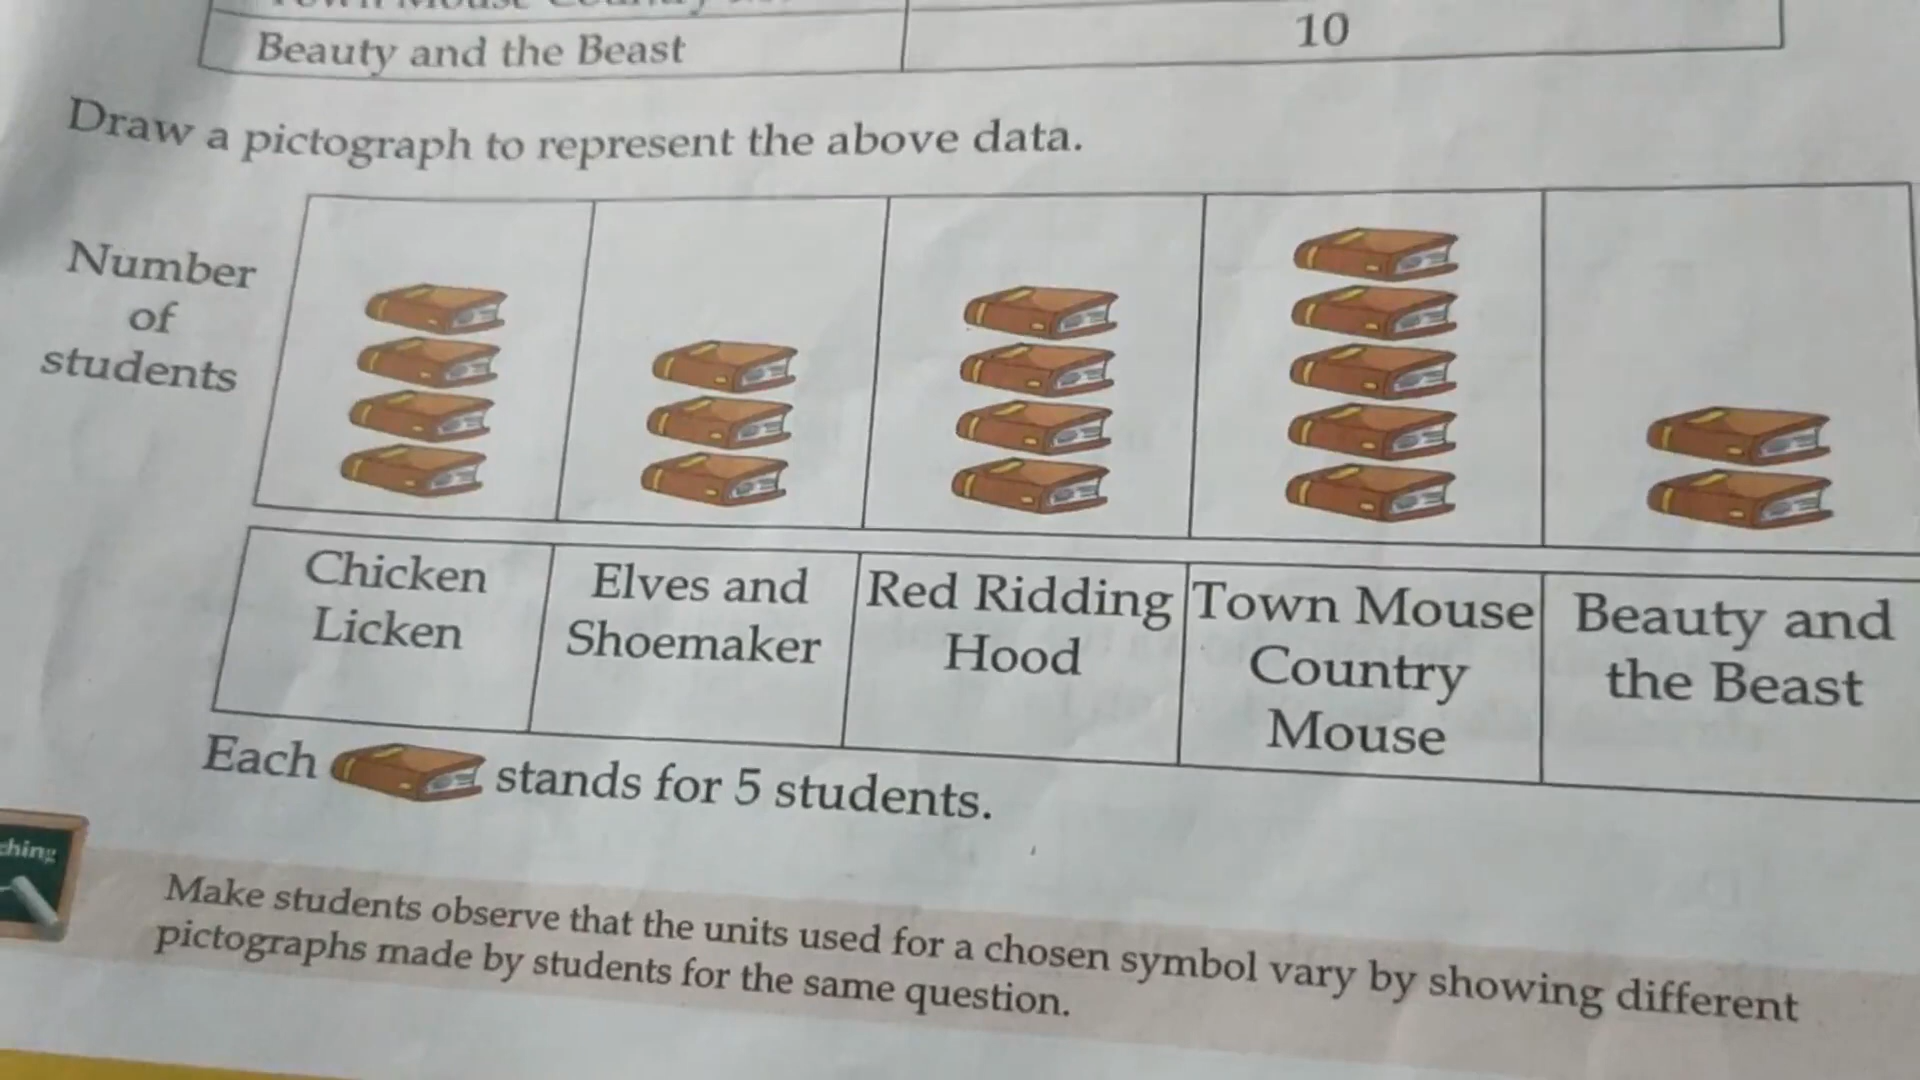 Beauty and the Beast
10
Draw a pictograph to represent the above data.
Number
of
students
Chicken
Licken
Elves and
Shoemaker
Red Ridding
Hood
Town Mouse
Country
Mouse
Beauty and
the Beast
Each stands for 5 students.
Make students observe that the units used for a chosen symbol vary by showing different
pictographs made by students for the same question.